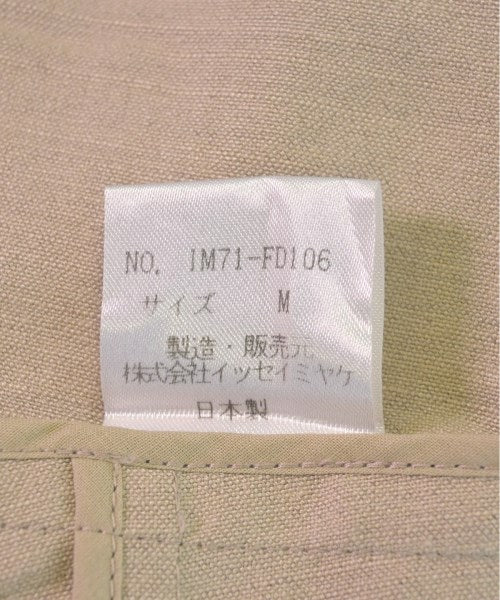 NO. IM71-FD106
サイズ M
製造・販売元
株式会社イッセイミヤケ
日本製